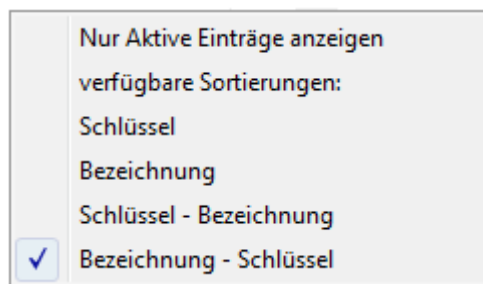 Nur Aktive Einträge anzeigen
verfügbare Sortierungen:
Schlüssel
Bezeichnung
Schlüssel - Bezeichnung
Bezeichnung - Schlüssel